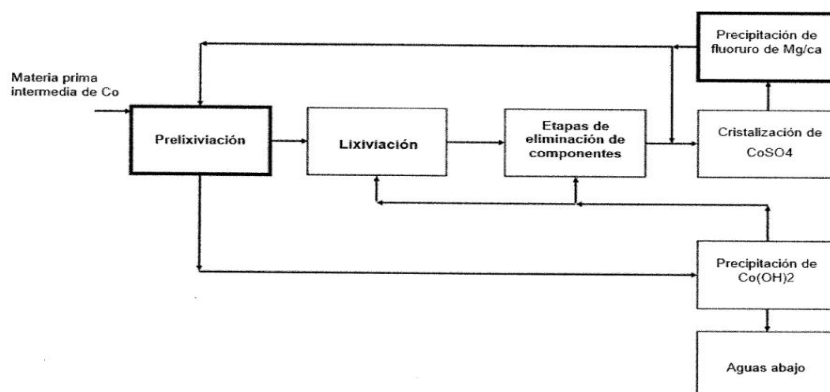 Precipitación de
fluoruro de Mg/ca
Materia prima
intermedia de Co
Prelixiviación
Lixiviación
Etapas de
eliminación de
componentes
Cristalización de
CoSO4
Precipitación de
Co(OH)2
Aguas abajo